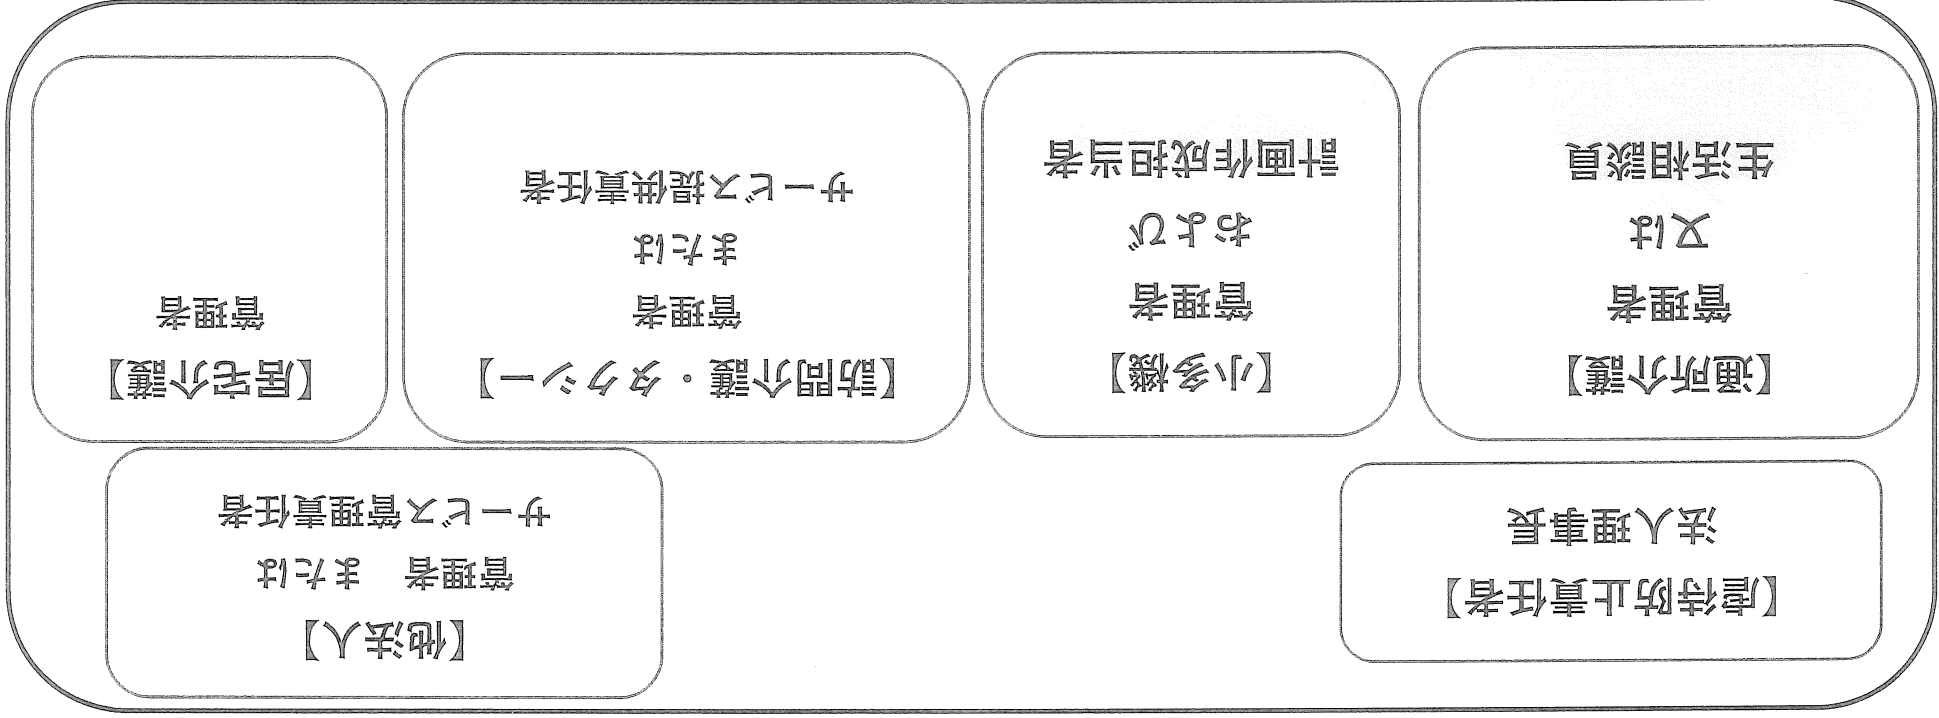 【虐待防止責任者】
法人理事長
【他法人】
管理者　または
サービス管理責任者
【通所介護】
管理者
又は
生活相談員
【小多機】
管理者
および
計画作成担当者
【訪問介護・タクシー】
管理者
または
サービス提供責任者
【居宅介護】
管理者